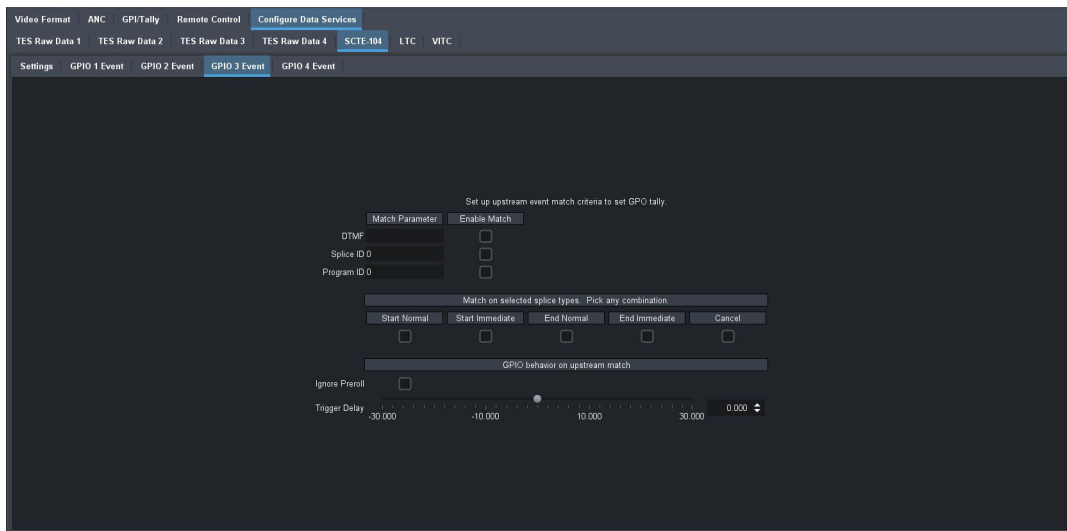 Video Format ANC GPI/Tally Remote Control Configure Data Services
TES Raw Data 1 TES Raw Data 2 TES Raw Data 3 TES Raw Data 4 SCTE-104 LTC VITC
Settings GPIO 1 Event GPIO 2 Event GPIO 3 Event GPIO 4 Event
Set up upstream event match criteria to set GPO tally.
Match Parameter Enable Match
DTMF
Splice ID 0
Program ID 0
Match on selected splice types. Pick any combination.
Start Normal Start Immediate End Normal End Immediate Cancel
GPIO behavior on upstream match
Ignore Preroll
Trigger Delay 0.000
-30.000 -10.000 10.000 30.000